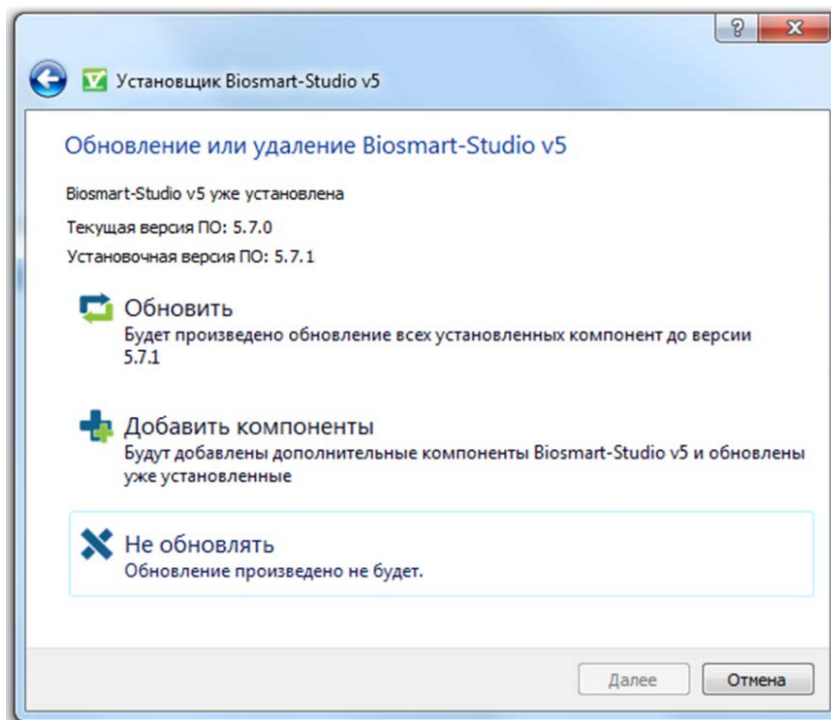 ?
Установщик Biosmart-Studio v5
Обновление или удаление Biosmart-Studio v5
Biosmart-Studio v5 уже установлена
Текущая версия ПО: 5.7.0
Установочная версия ПО: 5.7.1
Обновить
Будет произведено обновление всех установленных компонент до версии
5.7.1
Добавить компоненты
Будут добавлены дополнительные компоненты Biosmart-Studio v5 и обновлены
уже установленные
Не обновлять
Обновление произведено не будет.
Далее Отмена